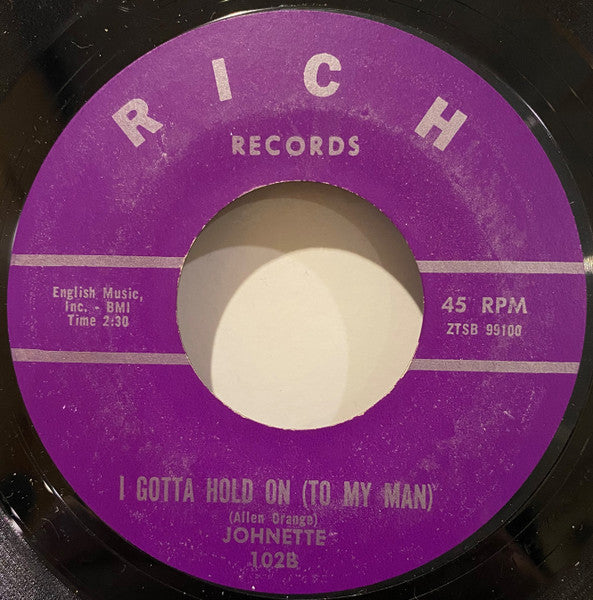 RICH
RECORDS
English Music,
Inc. - BMI
Time 2:30
45 RPM
ZTSB 99100
I GOTTA HOLD ON (TO MY MAN)
(Allen Orange)
JOHNETTE
102B